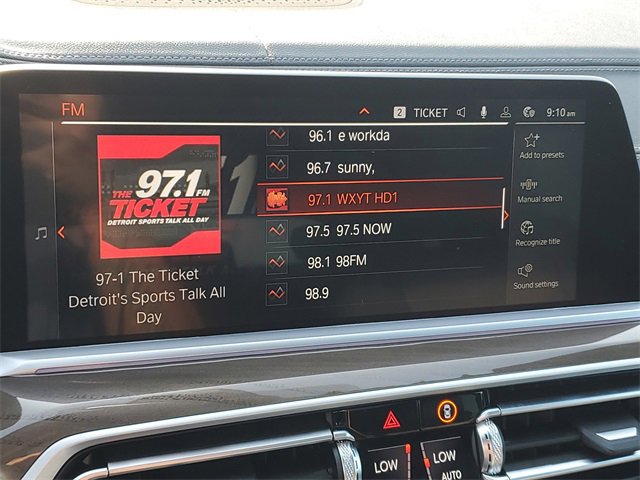 FM
2 TICKET 9:10 am
THE 97.1 FM
TICKET
DETROIT SPORTS TALK ALL DAY
97-1 The Ticket
Detroit's Sports Talk All
Day
96.1 e workda
96.7 sunny,
97.1 WXYT HD1
97.5 97.5 NOW
98.1 98FM
98.9
Add to presets
Manual search
Recognize title
Sound settings
LOW
LOW
AUTO